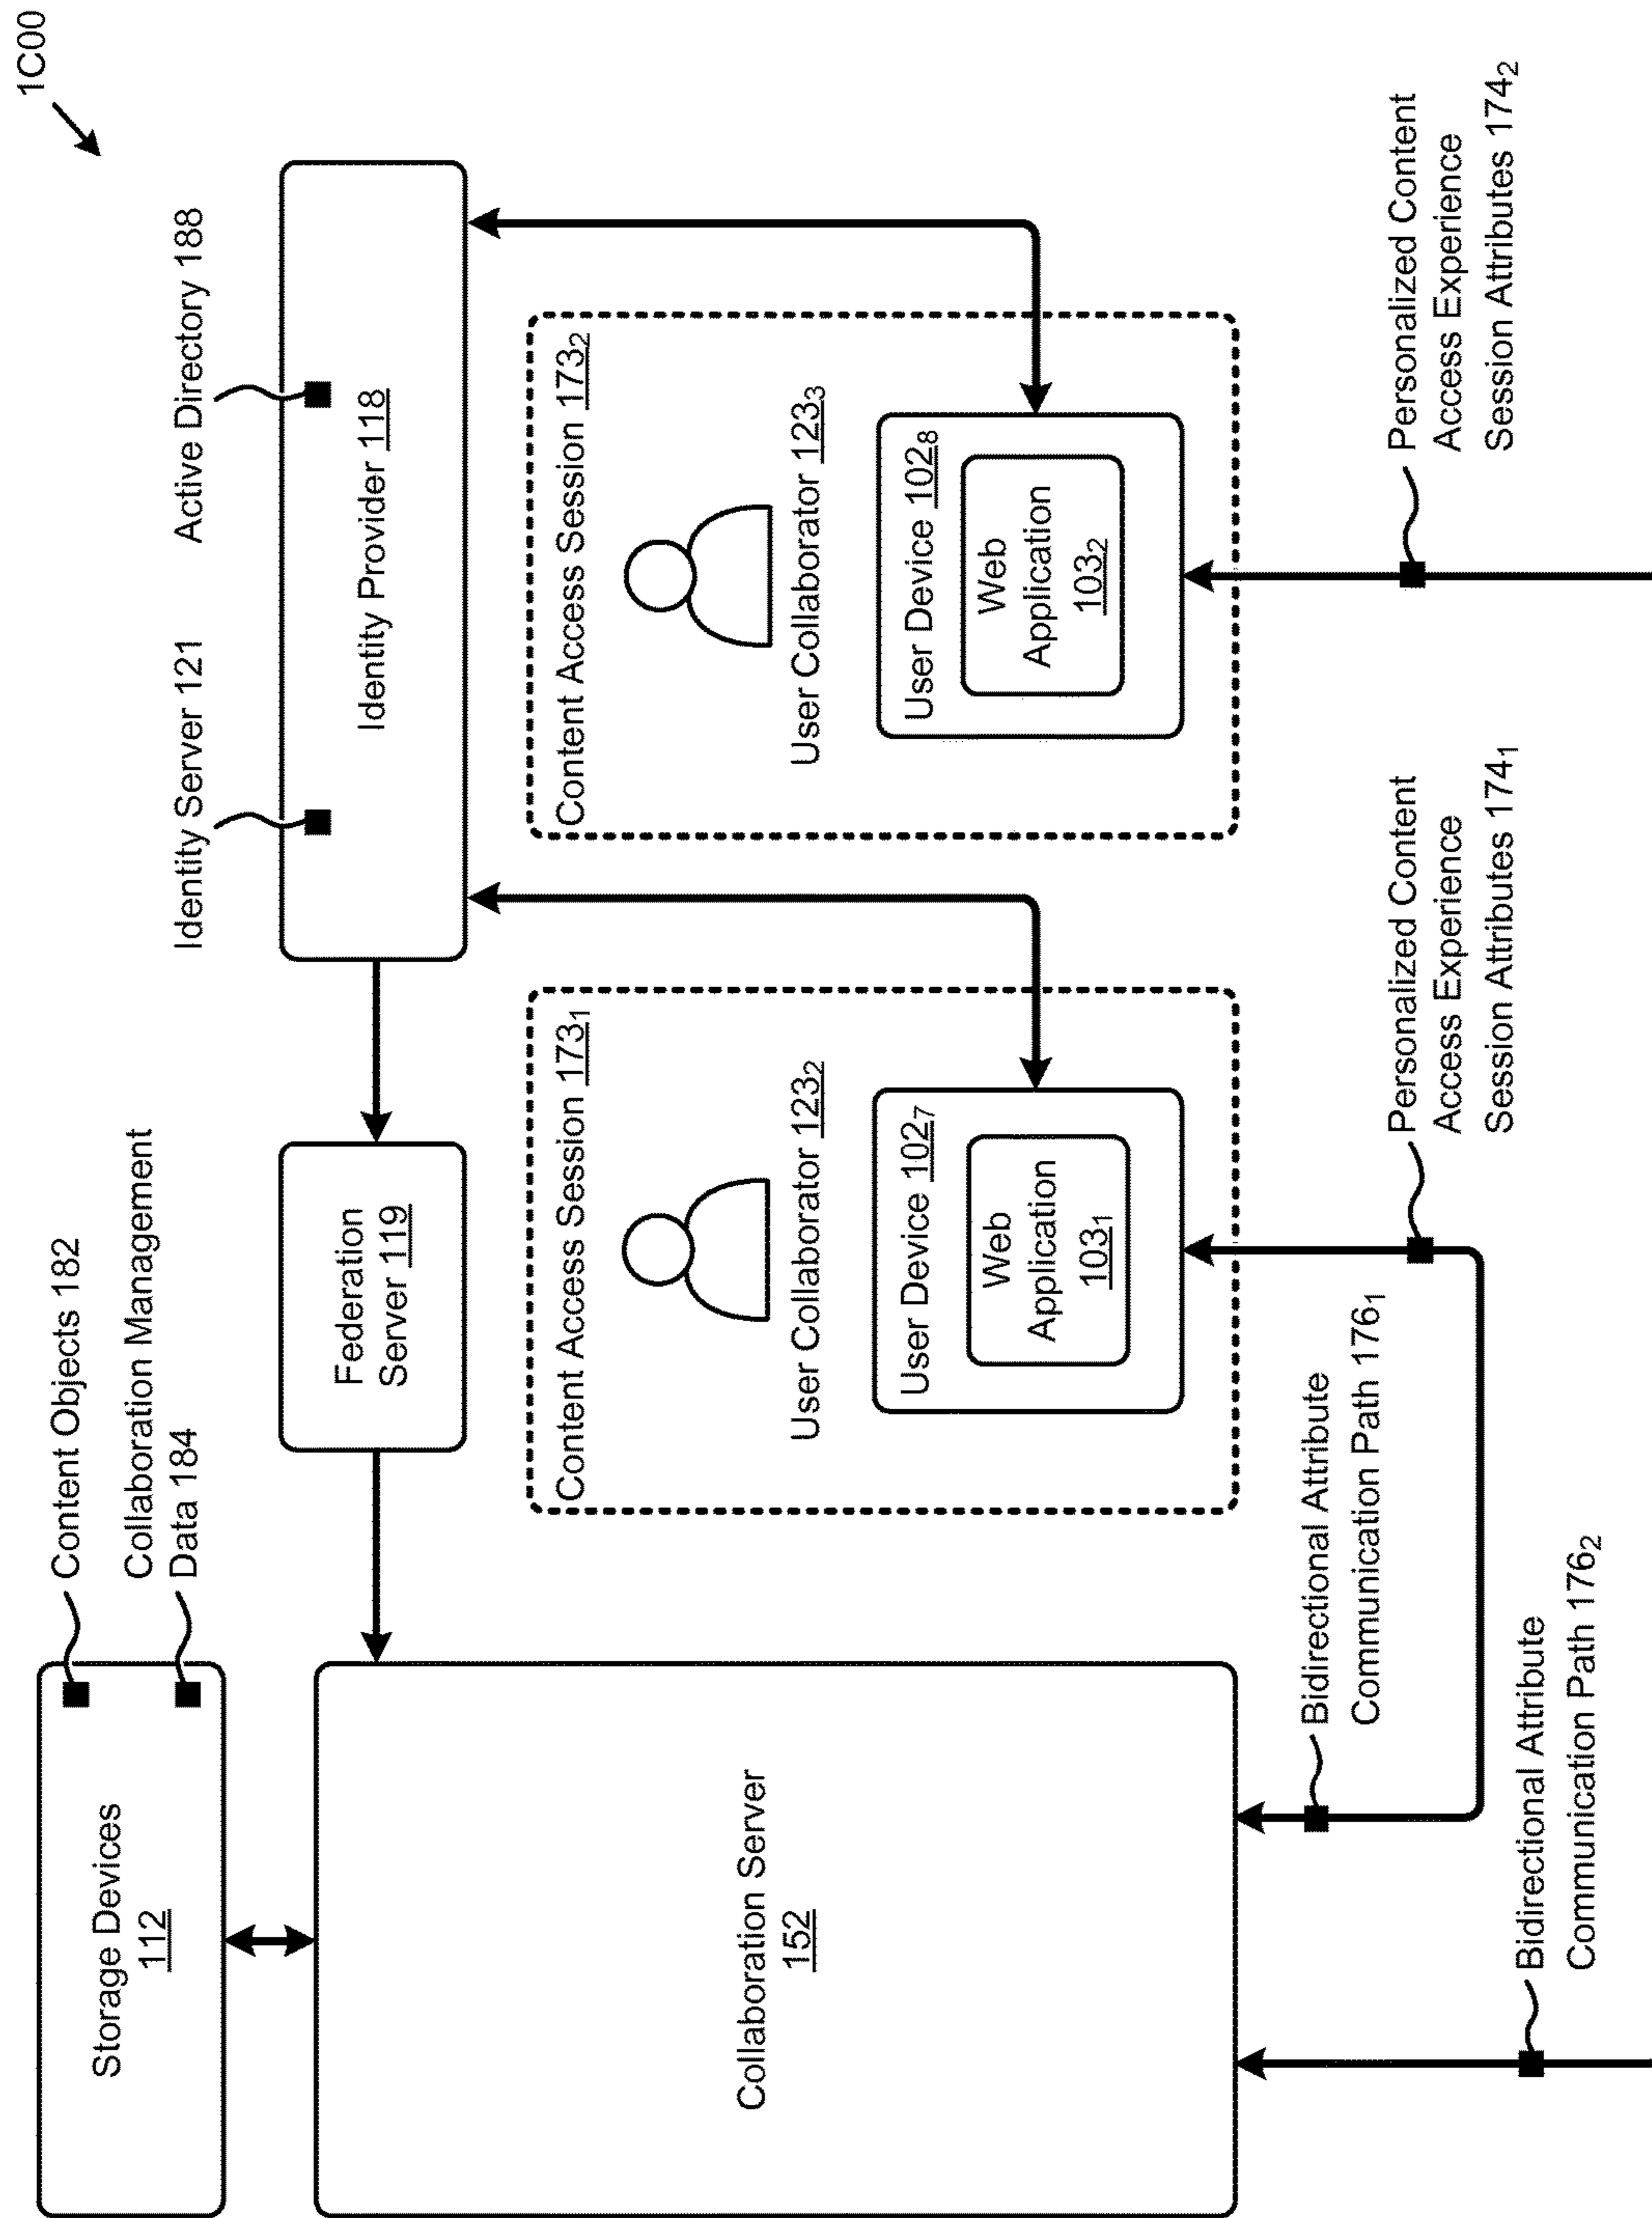 1C00
Content Objects 182
Collaboration Management
Data 184
Identity Server 121
Active Directory 188
Storage Devices
112
Federation
Server 119
Identity Provider 118
Collaboration Server
152
Content Access Session 173₁
User Collaborator 123₂
User Device 102₇
Web
Application
103₁
Content Access Session 173₂
User Collaborator 123₃
User Device 102₈
Web
Application
103₂
Bidirectional Attribute
Communication Path 176₁
Personalized Content
Access Experience
Session Attributes 174₁
Personalized Content
Access Experience
Session Attributes 174₂
Bidirectional Attribute
Communication Path 176₂